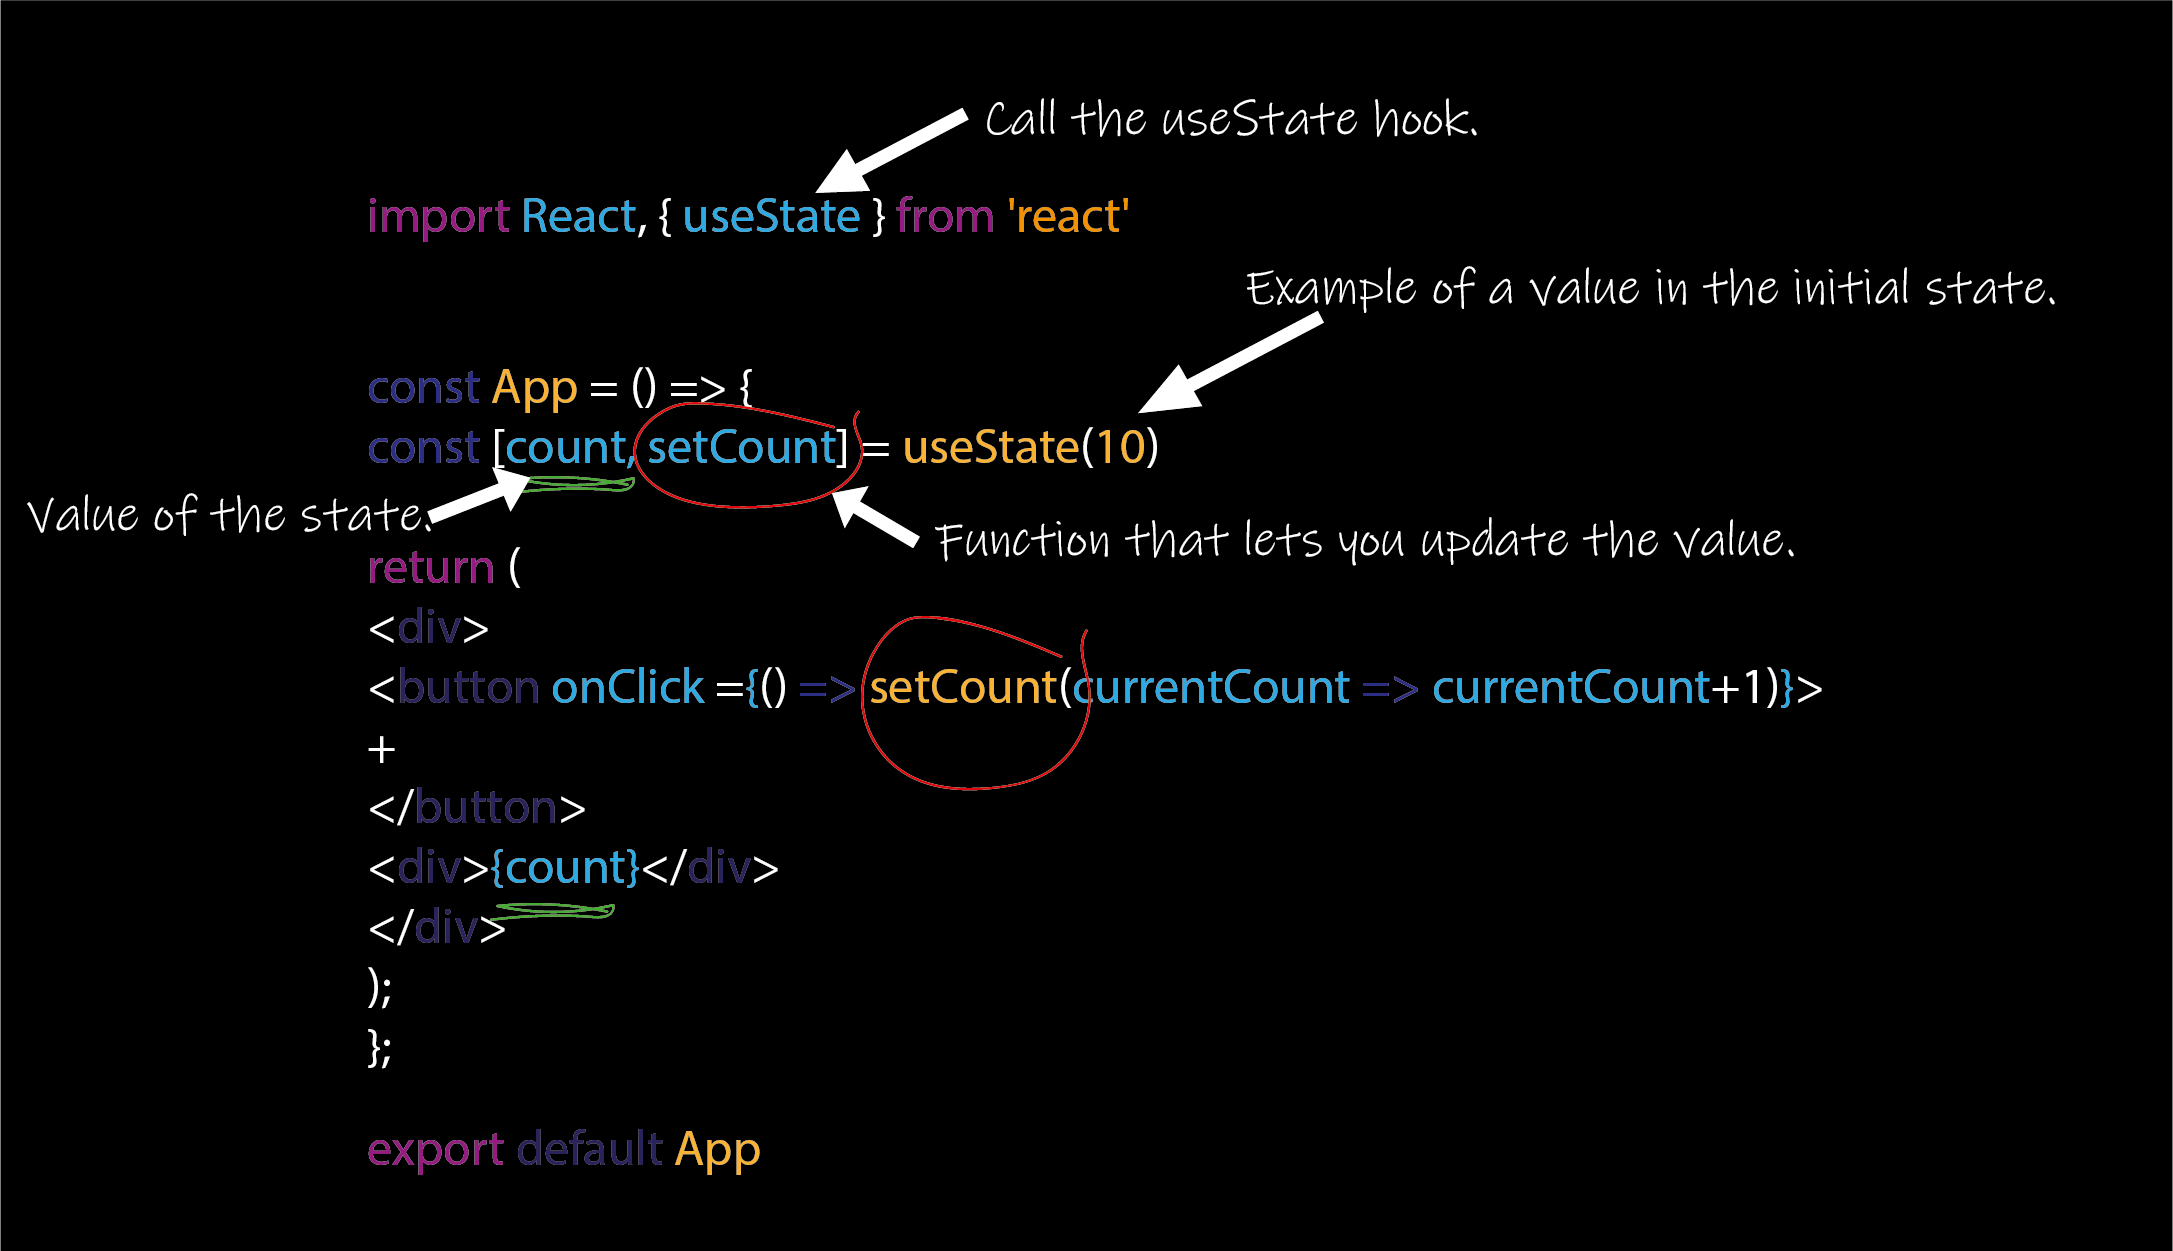 Call the useState hook.
import React, { useState } from 'react'
Example of a value in the initial state.
const App = () => {
const [count, setCount] = useState(10)
Value of the state.
Function that lets you update the value.
return (
<div>
<button onClick ={() => setCount(currentCount => currentCount+1)}>
+
</button>
<div>{count}</div>
</div>
);
};
export default App